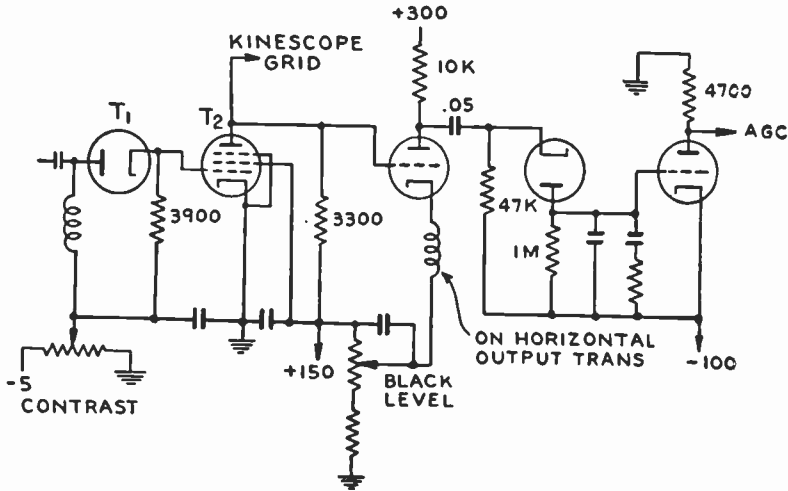 +300
KINESCOPE
GRID
10K
4700
T1
T2
.05
AGC
3900
3300
47K
1M
ON HORIZONTAL
OUTPUT TRANS
-100
+150
BLACK
LEVEL
-5
CONTRAST